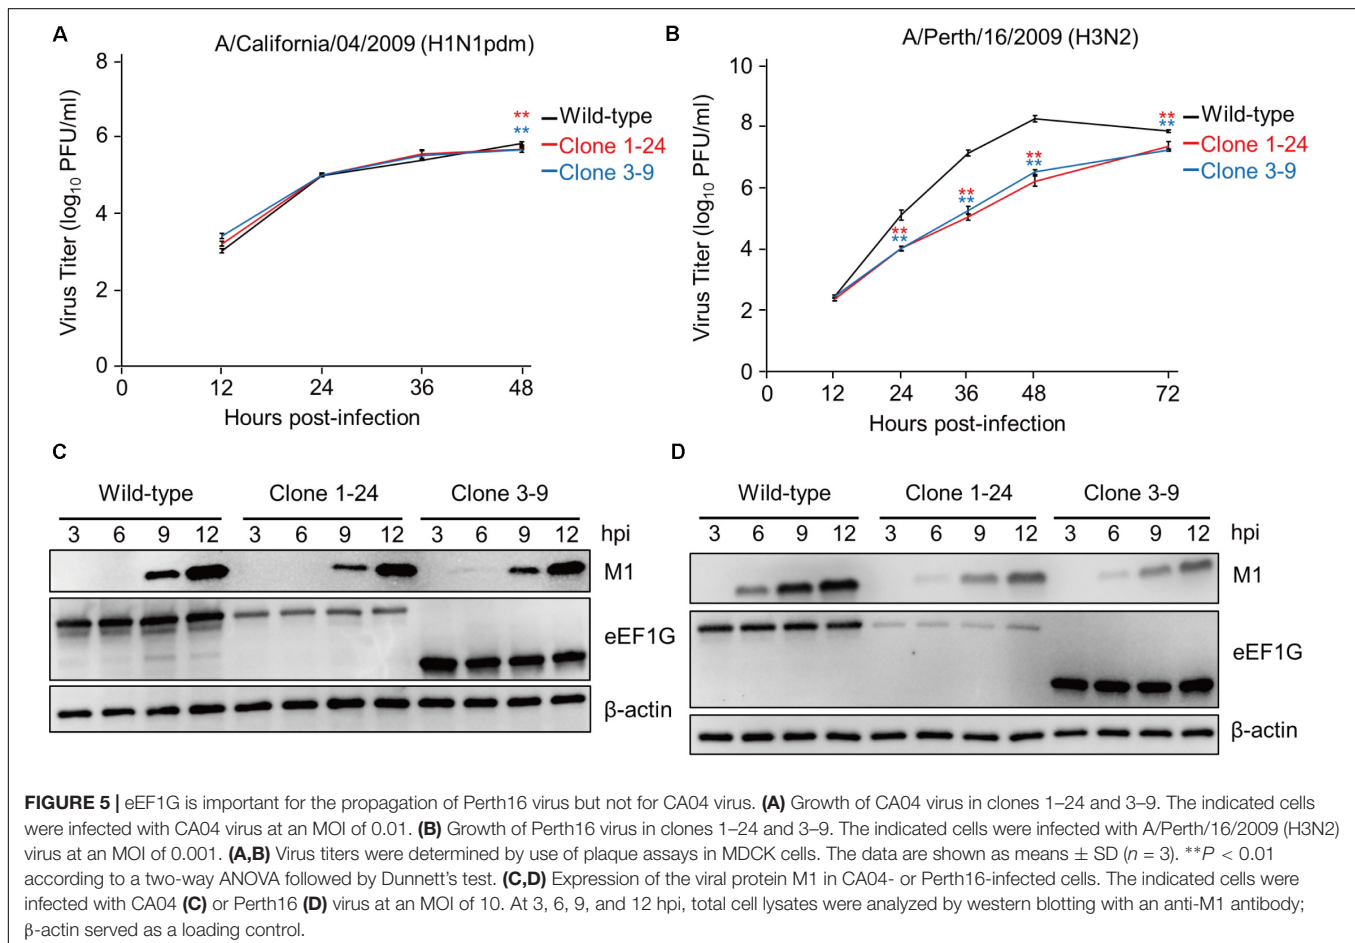 A
A/California/04/2009 (H1N1pdm)
8
6
4
2
0
Virus Titer (log10 PFU/ml)
0 12 24 36 48
Hours post-infection
**
**
Wild-type
Clone 1-24
Clone 3-9
B
A/Perth/16/2009 (H3N2)
10
8
6
4
2
0
Virus Titer (log10 PFU/ml)
0 12 24 36 48 72
Hours post-infection
**
**
**
**
**
**
**
**
Wild-type
Clone 1-24
Clone 3-9
C
Wild-type Clone 1-24 Clone 3-9
3 6 9 12 3 6 9 12 3 6 9 12 hpi
M1
eEF1G
β-actin
D
Wild-type Clone 1-24 Clone 3-9
3 6 9 12 3 6 9 12 3 6 9 12 hpi
M1
eEF1G
β-actin
FIGURE 5 | eEF1G is important for the propagation of Perth16 virus but not for CA04 virus. (A) Growth of CA04 virus in clones 1–24 and 3–9. The indicated cells
were infected with CA04 virus at an MOI of 0.01. (B) Growth of Perth16 virus in clones 1–24 and 3–9. The indicated cells were infected with A/Perth/16/2009 (H3N2)
virus at an MOI of 0.001. (A,B) Virus titers were determined by use of plaque assays in MDCK cells. The data are shown as means ± SD (n = 3). **P < 0.01
according to a two-way ANOVA followed by Dunnett's test. (C,D) Expression of the viral protein M1 in CA04- or Perth16-infected cells. The indicated cells were
infected with CA04 (C) or Perth16 (D) virus at an MOI of 10. At 3, 6, 9, and 12 hpi, total cell lysates were analyzed by western blotting with an anti-M1 antibody;
β-actin served as a loading control.